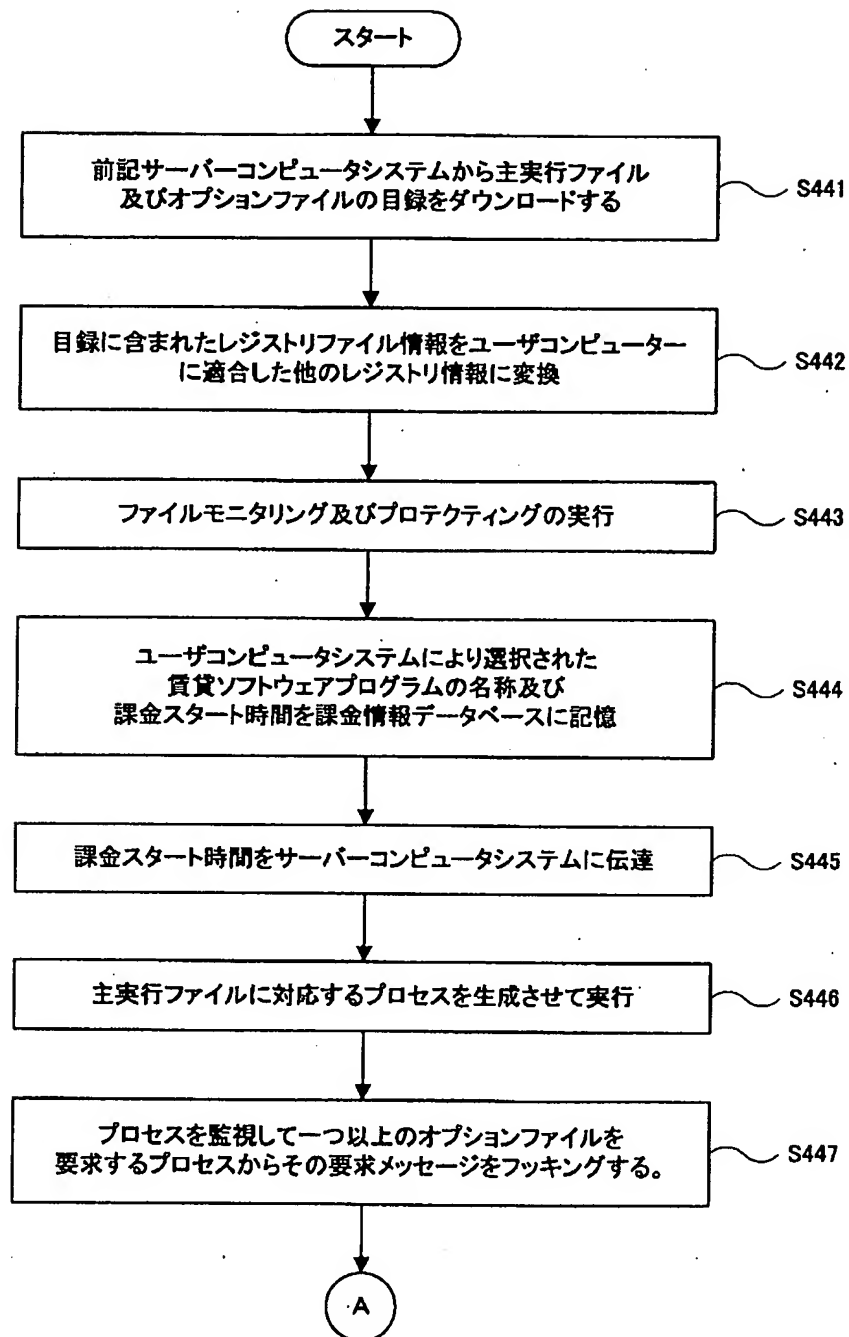 スタート
前記サーバーコンピュータシステムから主実行ファイル
及びオプションファイルの目録をダウンロードする
S441
目録に含まれたレジストリファイル情報をユーザコンピューター
に適合した他のレジストリ情報に変換
S442
ファイルモニタリング及びプロテクティングの実行
S443
ユーザコンピュータシステムにより選択された
賃貸ソフトウェアプログラムの名称及び
課金スタート時間を課金情報データベースに記憶
S444
課金スタート時間をサーバーコンピュータシステムに伝達
S445
主実行ファイルに対応するプロセスを生成させて実行
S446
プロセスを監視して一つ以上のオプションファイルを
要求するプロセスからその要求メッセージをフッキングする。
S447
A